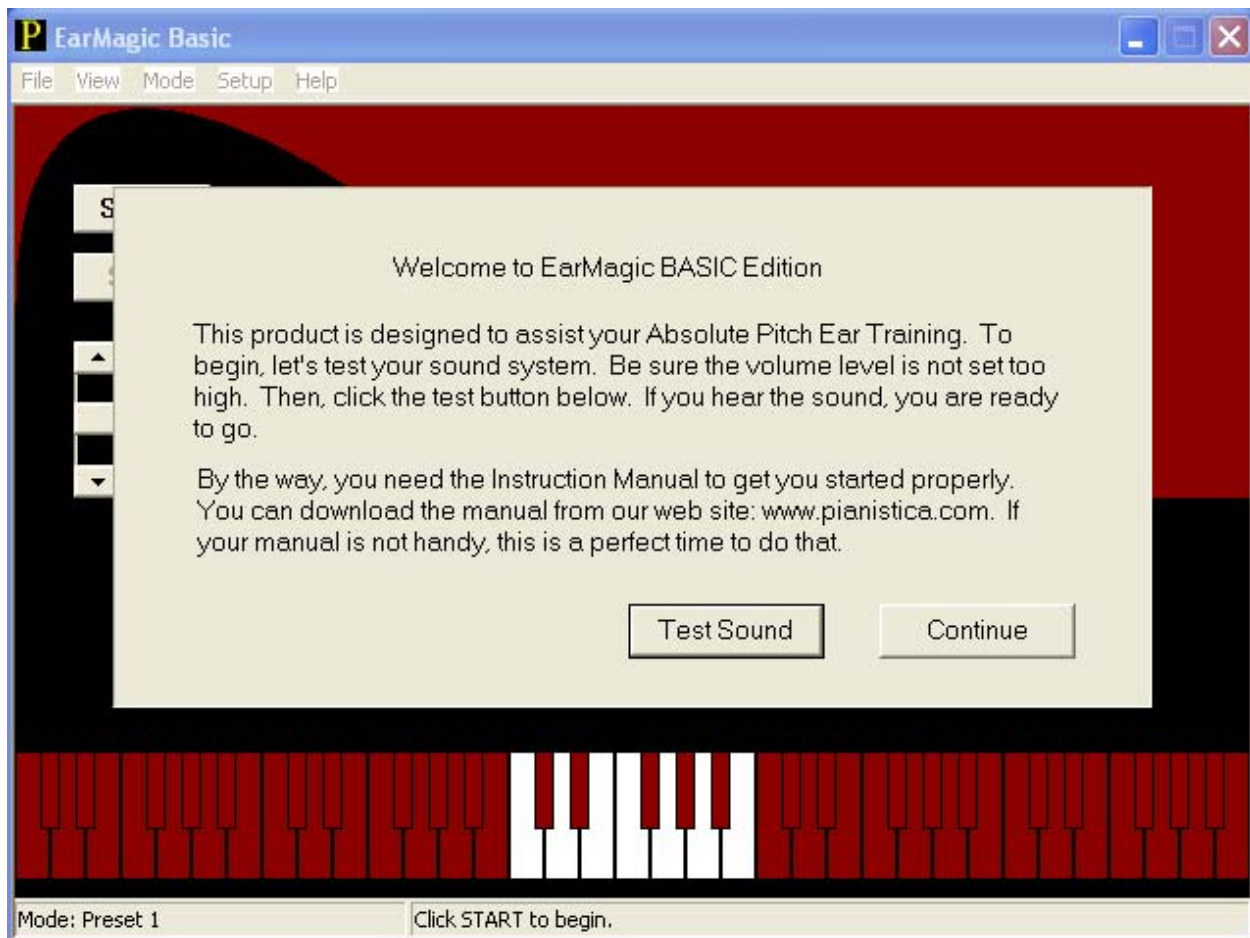 P EarMagic Basic
File View Mode Setup Help
S
S
Welcome to EarMagic BASIC Edition
This product is designed to assist your Absolute Pitch Ear Training. To
begin, let's test your sound system. Be sure the volume level is not set too
high. Then, click the test button below. If you hear the sound, you are ready
to go.
By the way, you need the Instruction Manual to get you started properly.
You can download the manual from our web site: www.pianistica.com. If
your manual is not handy, this is a perfect time to do that.
Test Sound Continue
Mode: Preset 1 Click START to begin.